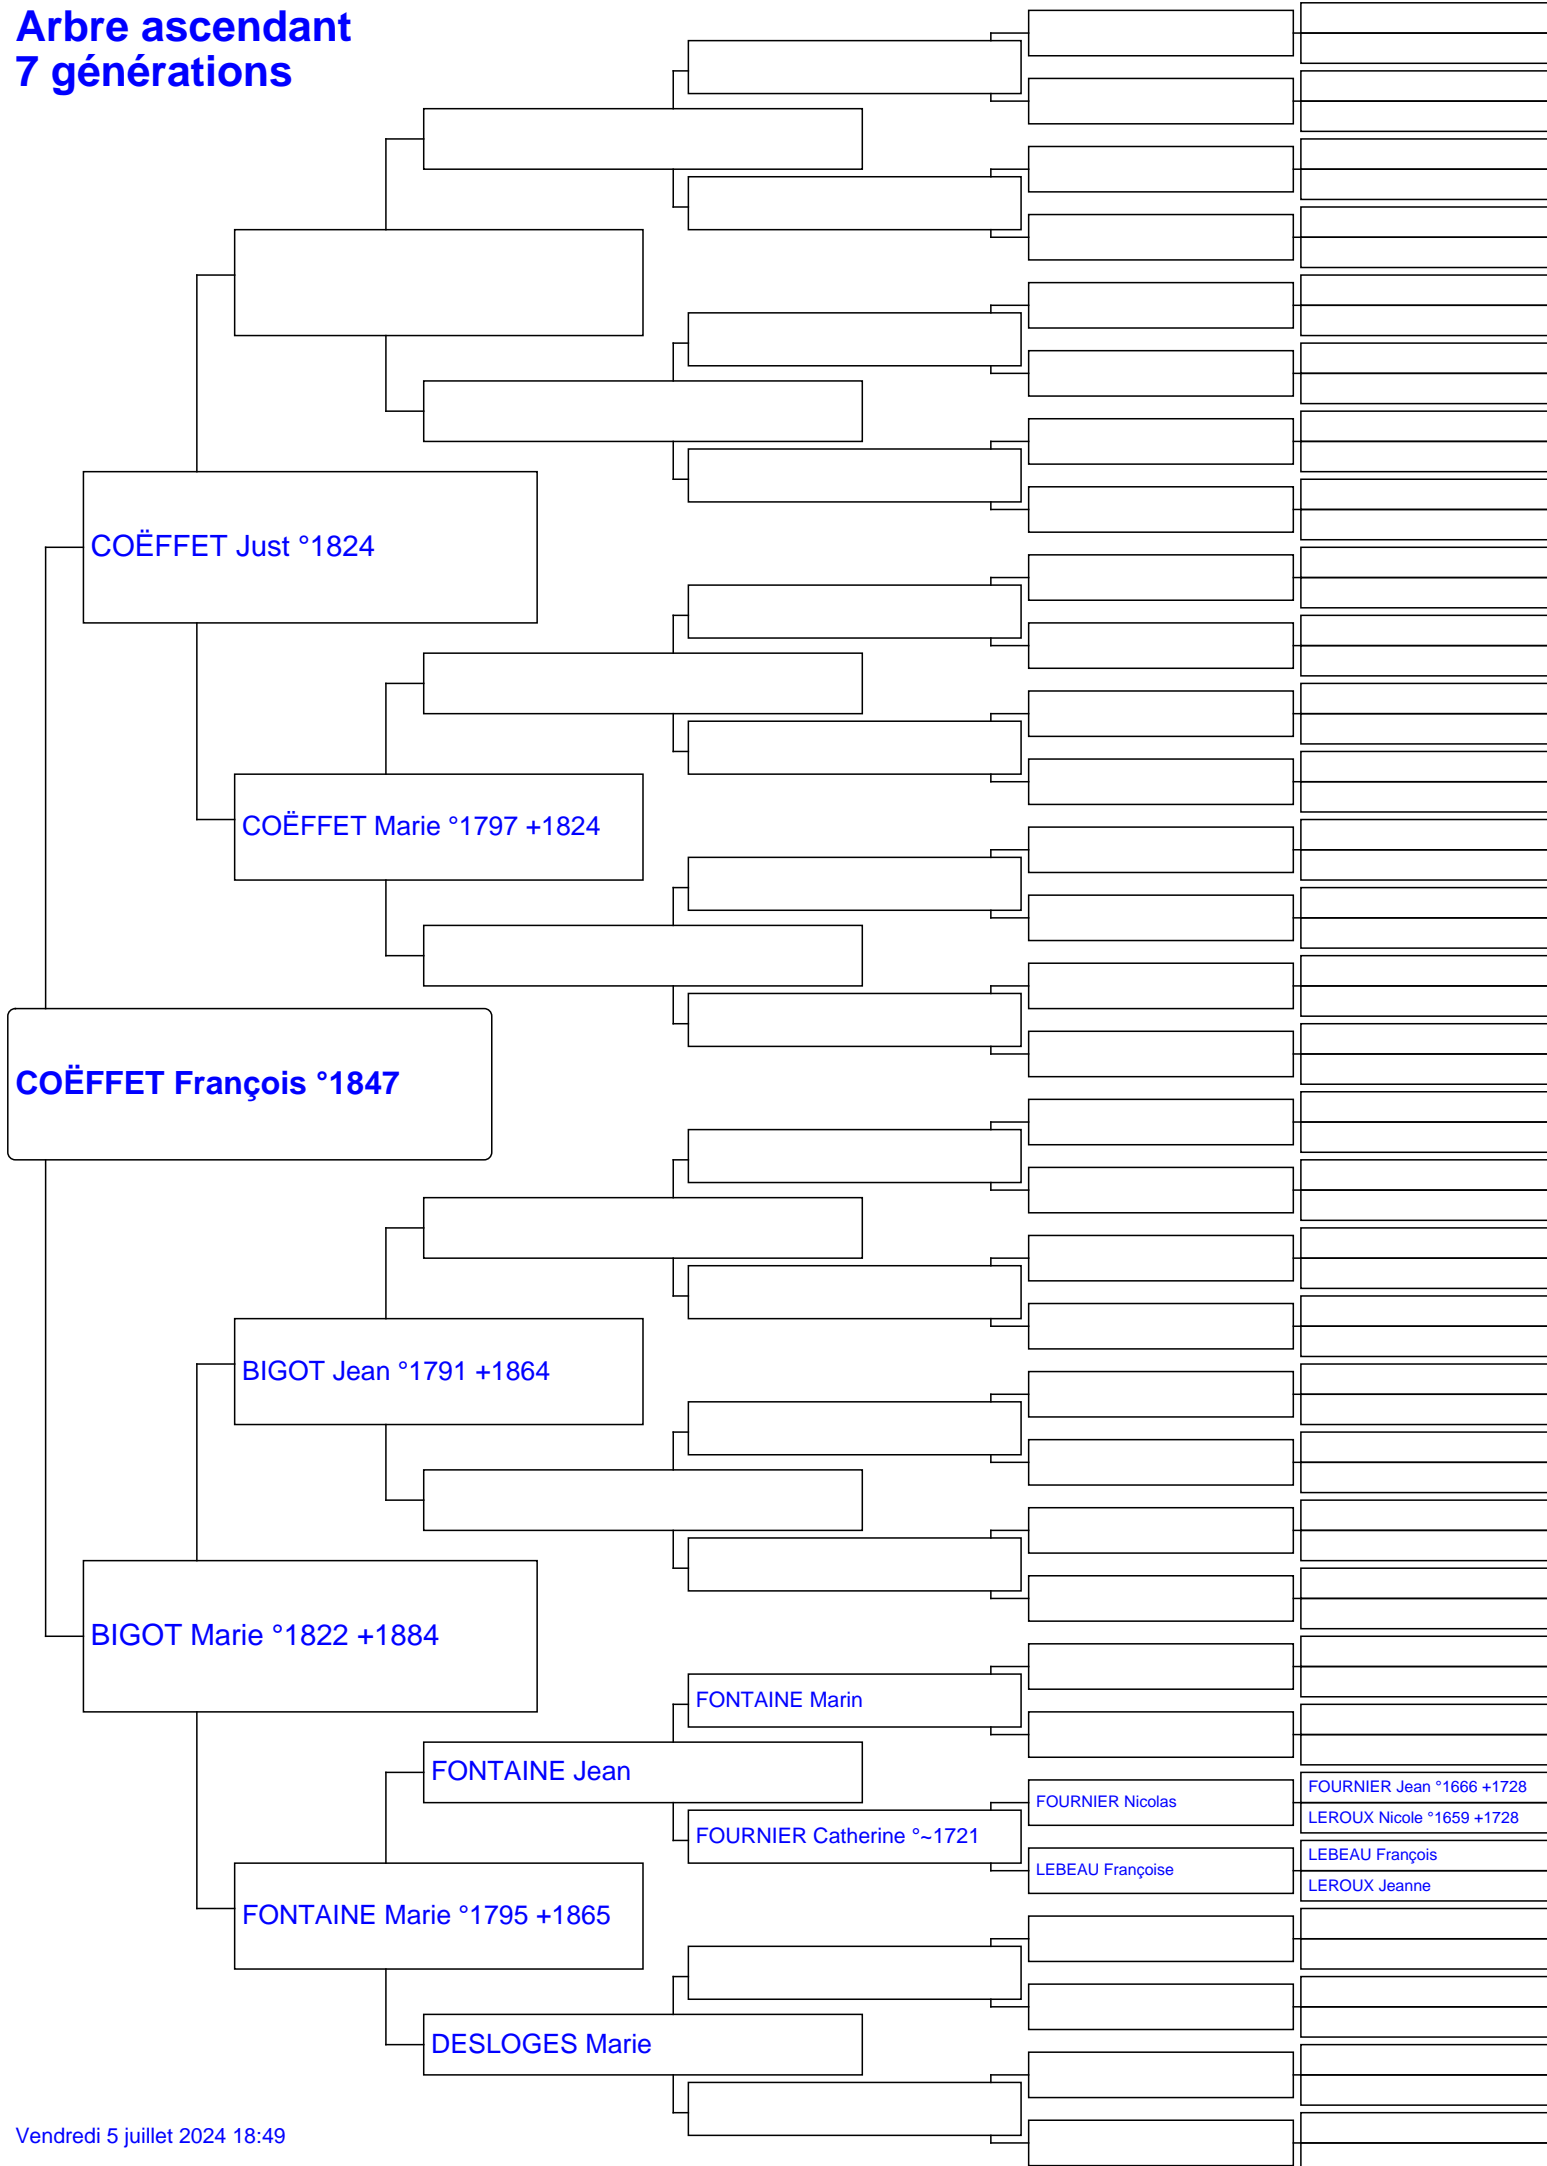 Arbre ascendant
7 générations
COËFFET Just °1824
COËFFET Marie °1797 +1824
COËFFET François °1847
BIGOT Jean °1791 +1864
BIGOT Marie °1822 +1884
FONTAINE Marin
FONTAINE Jean
FOURNIER Jean °1666 +1728
FOURNIER Nicolas
LEROUX Nicole °1659 +1728
FOURNIER Catherine °~1721
LEBEAU François
LEBEAU Françoise
LEROUX Jeanne
FONTAINE Marie °1795 +1865
DESLOGES Marie
Vendredi 5 juillet 2024 18:49